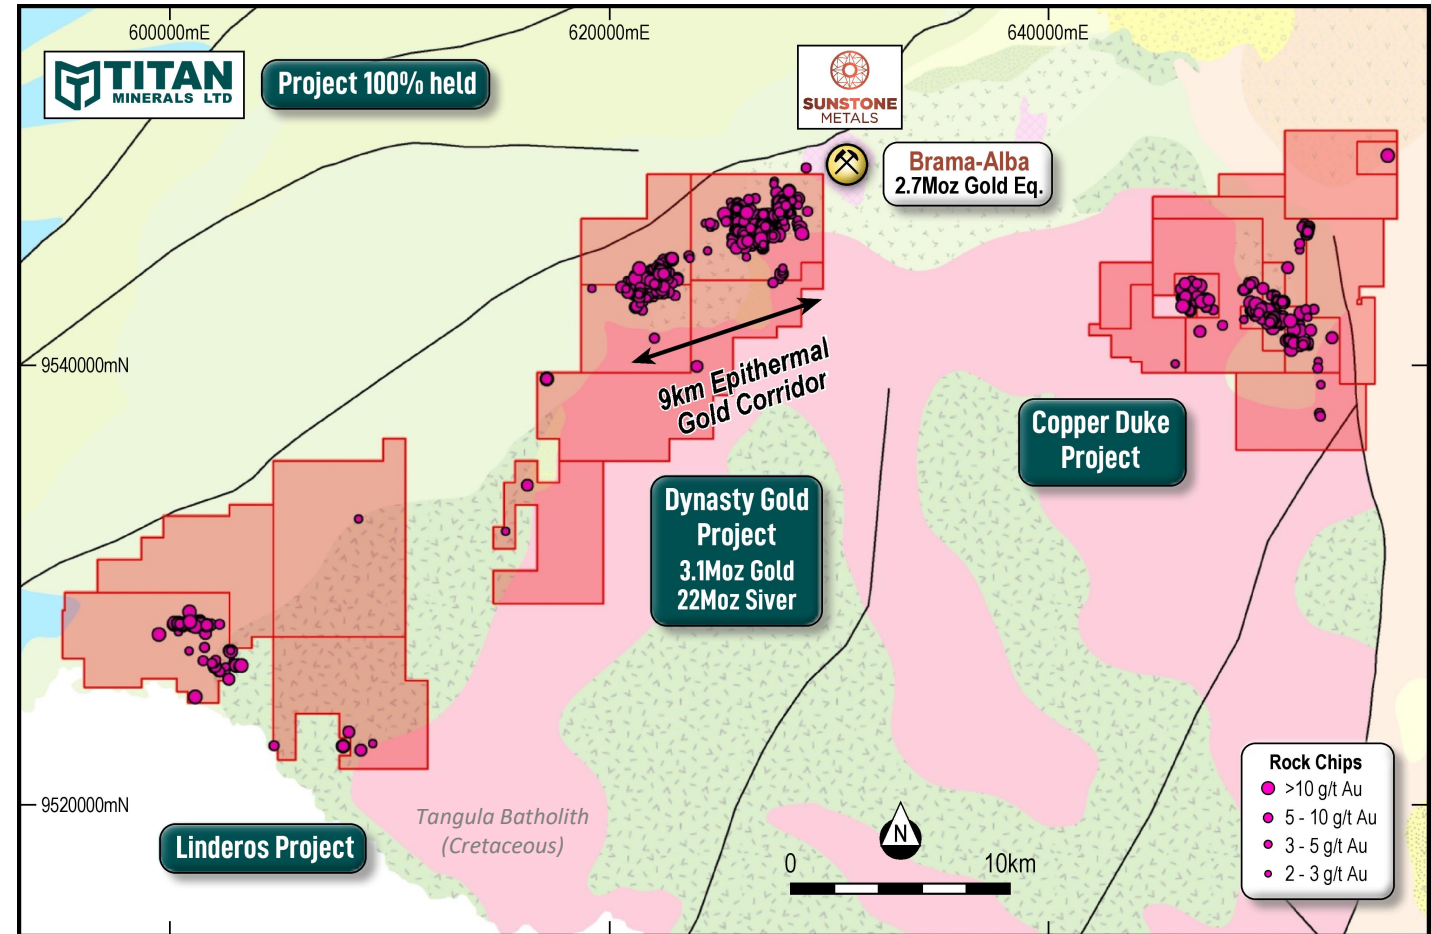 600000mE
620000mE
640000mE
TITAN
MINERALS LTD
Project 100% held
SUNSTONE
METALS
Brama-Alba
2.7Moz Gold Eq.
9540000mN
9km Epithermal
Gold Corridor
Copper Duke
Project
Dynasty Gold
Project
3.1Moz Gold
22Moz Siver
9520000mN
Tangula Batholith
(Cretaceous)
Linderos Project
N
0
10km
Rock Chips
>10 g/t Au
5 - 10 g/t Au
3 - 5 g/t Au
2 - 3 g/t Au